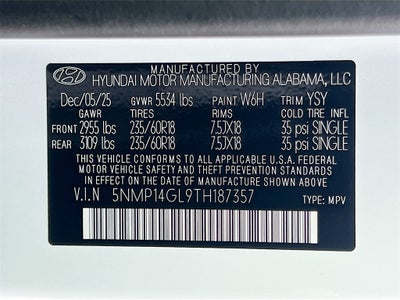 MANUFACTURED BY
HYUNDAI MOTOR MANUFACTURING ALABAMA, LLC
Dec/05/25 GVWR 5534 lbs PAINT W6H TRIM YSY
GAWR TIRES RIMS COLD TIRE INFL
FRONT 2955 lbs 235/60R18 7.5JX18 35 psi SINGLE
REAR 3109 lbs 235/60R18 7.5JX18 35 psi SINGLE
THIS VEHICLE CONFORMS TO ALL APPLICABLE U.S.A FEDERAL
MOTOR VEHICLE SAFETY AND THEFT PREVENTION STANDARDS
IN EFFECT ON THE DATE OF MANUFACTURE SHOWN ABOVE.
V.I.N 5NMP14GL9TH187357 TYPE: MPV